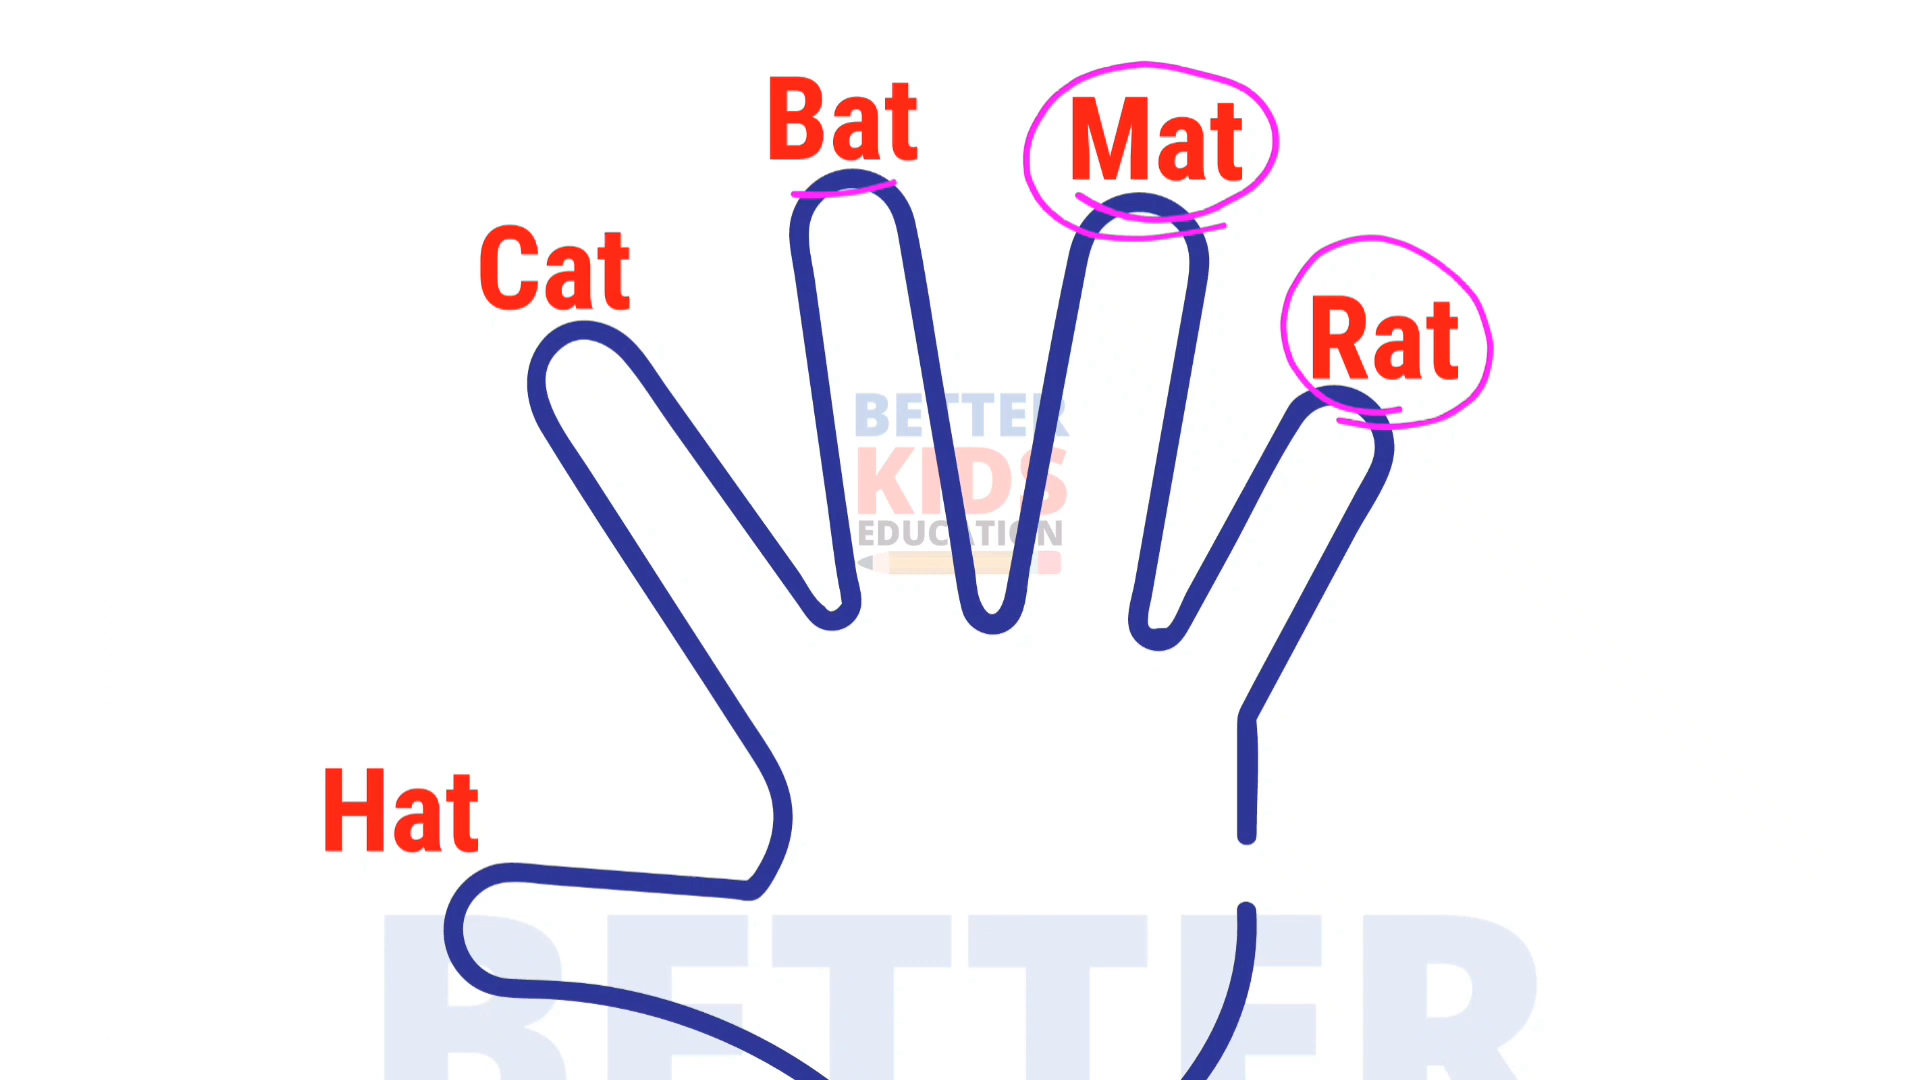 Bat
Mat
Cat
Rat
BETTER
KIDS
EDUCATION
Hat
BETTER